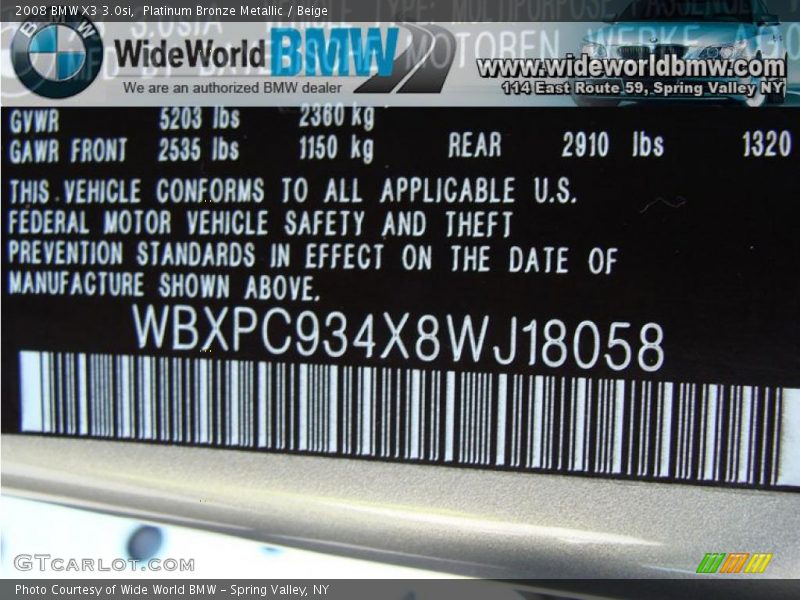 2008 BMW X3 3.0si,  Platinum Bronze Metallic / Beige
BMW
WideWorld BMW
We are an authorized BMW dealer
MOTOREN WERKE AG
www.wideworldbmw.com
114 East Route 59, Spring Valley NY
GVWR 5203 lbs 2360 kg
GAWR FRONT 2535 lbs 1150 kg REAR 2910 lbs 1320
THIS VEHICLE CONFORMS TO ALL APPLICABLE U.S.
FEDERAL MOTOR VEHICLE SAFETY AND THEFT
PREVENTION STANDARDS IN EFFECT ON THE DATE OF
MANUFACTURE SHOWN ABOVE.
WBXPC934X8WJ18058
GTCARLOT.COM
Photo Courtesy of Wide World BMW – Spring Valley, NY